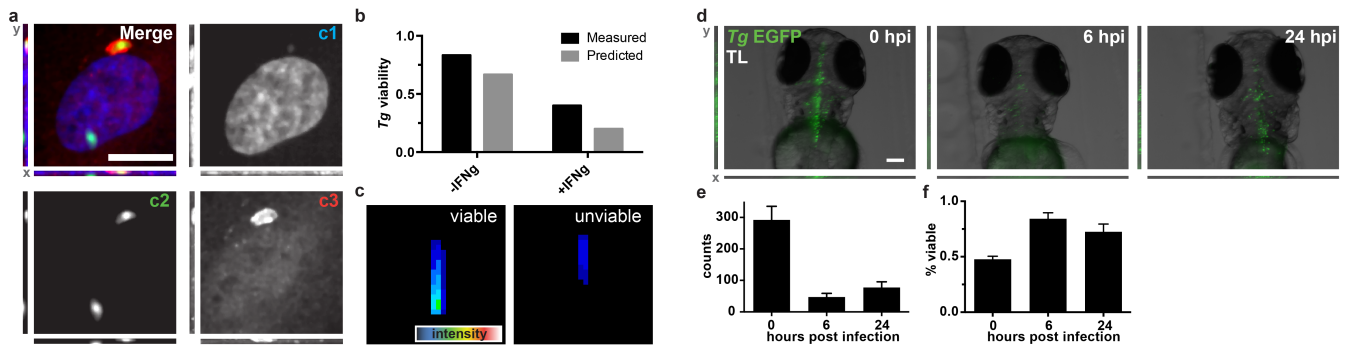 a
y
Merge
c1
x
c2
c3
b
Measured
Predicted
1.0
0.5
0.0
Tg viability
-IFNg
+IFNg
c
viable
unviable
intensity
d
y
Tg EGFP
TL
0 hpi
6 hpi
24 hpi
x
e
300
200
100
0
counts
0
6
24
hours post infection
f
1.0
0.5
0.0
% viable
0
6
24
hours post infection